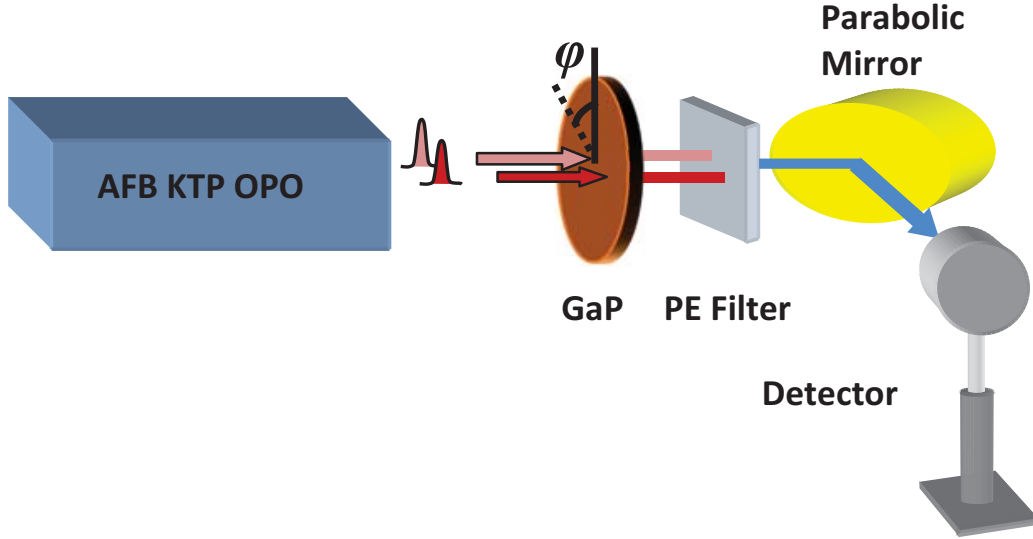 Parabolic
Mirror
φ
AFB KTP OPO
GaP
PE Filter
Detector